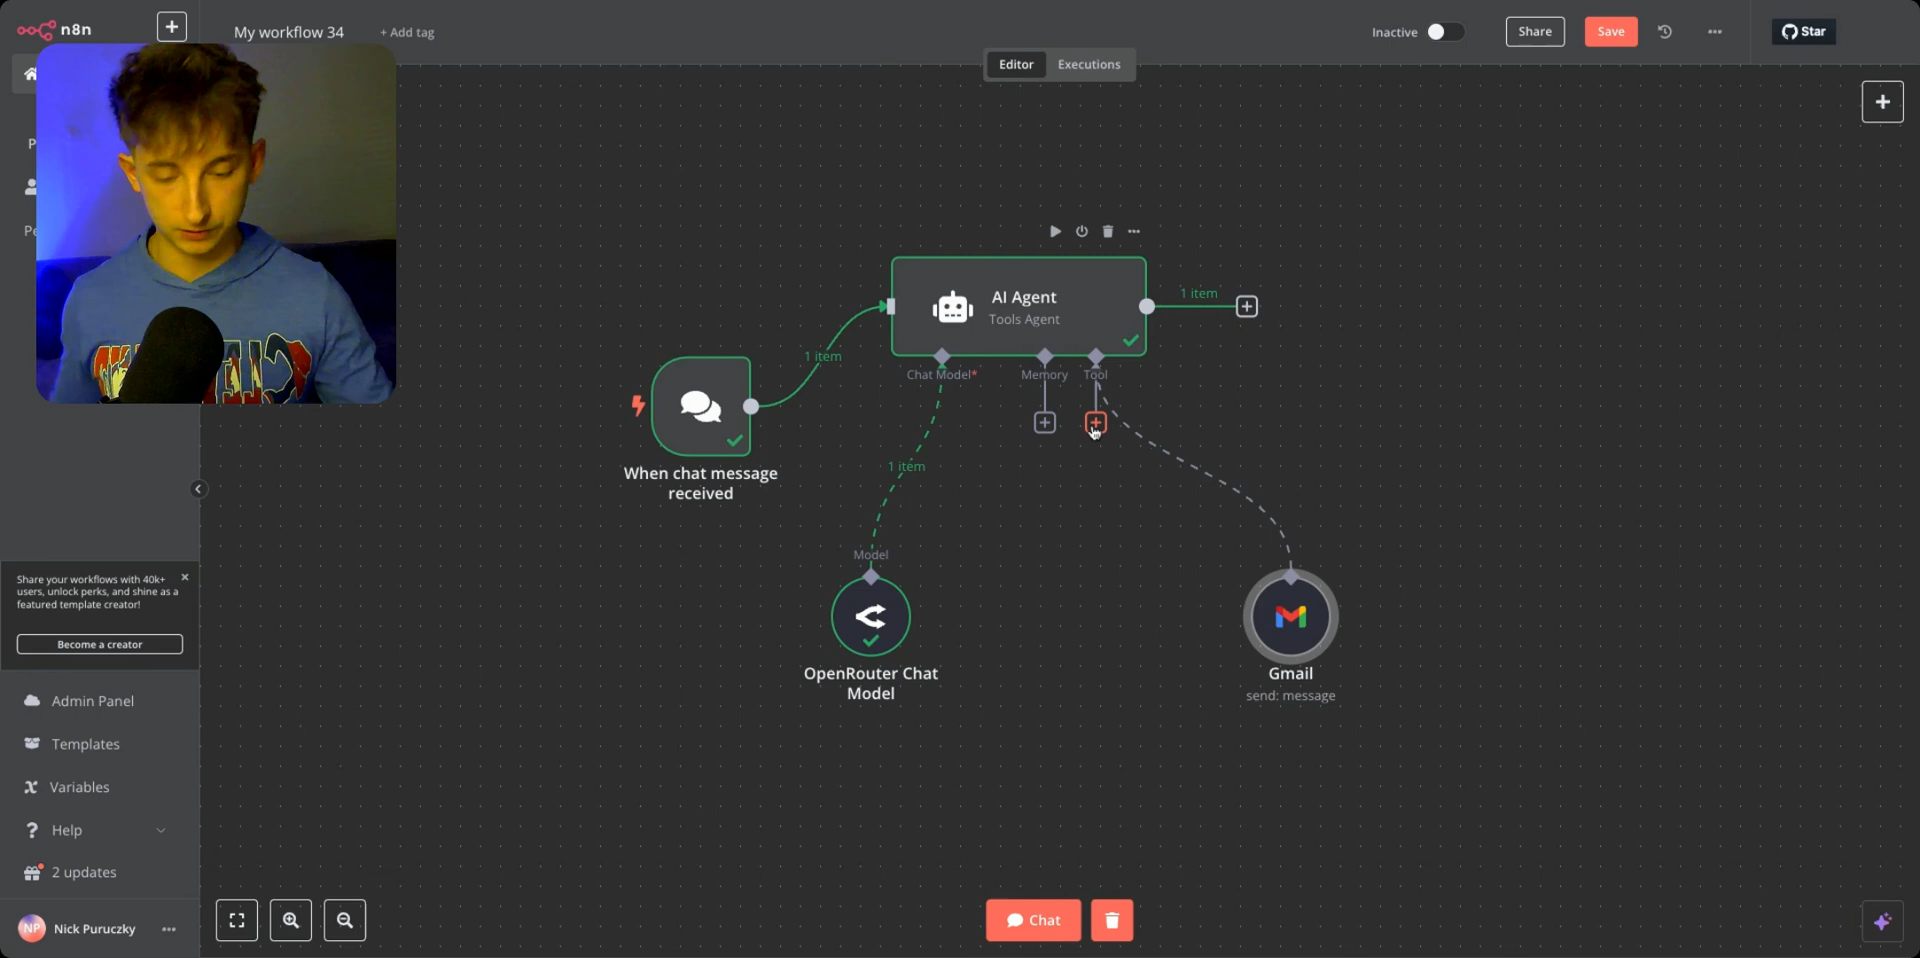 n8n
My workflow 34
+ Add tag
Inactive
Share
Save
Star
Editor
Executions
AI Agent
Tools Agent
1 item
1 item
Chat Model*
Memory
Tool
When chat message
received
1 item
Model
OpenRouter Chat
Model
Gmail
send: message
Share your workflows with 40k+
users, unlock perks, and shine as a
featured template creator!
Become a creator
Admin Panel
Templates
Variables
Help
2 updates
NP
Nick Puruczky
Chat